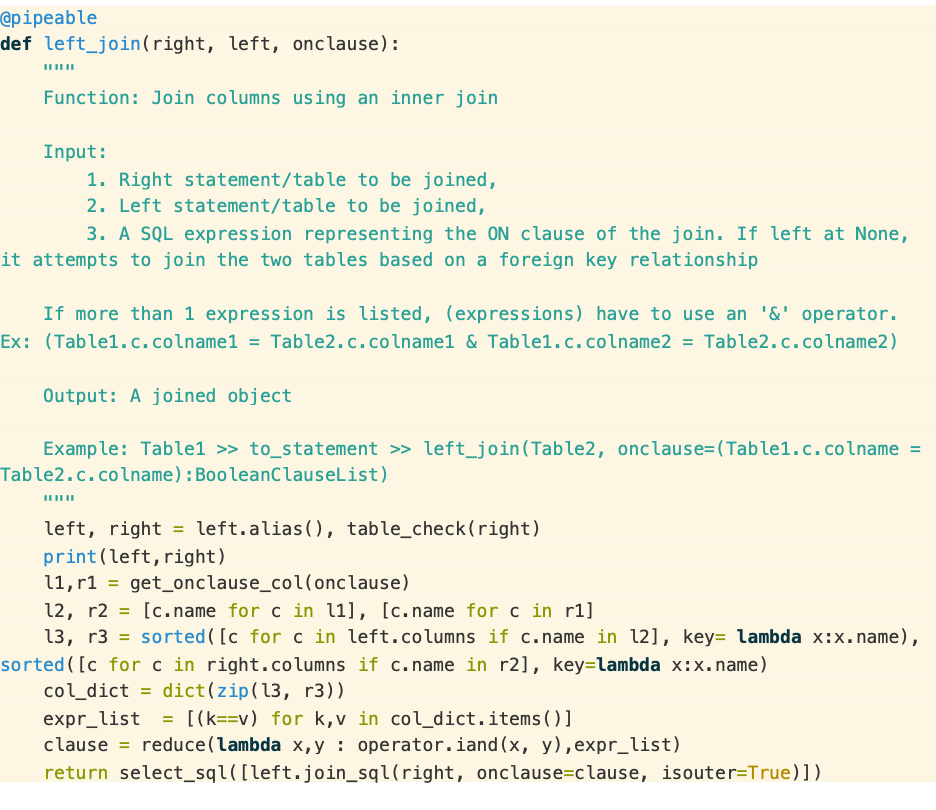 @pipeable
def left_join(right, left, onclause):
    """
    Function: Join columns using an inner join

    Input:
        1. Right statement/table to be joined,
        2. Left statement/table to be joined,
        3. A SQL expression representing the ON clause of the join. If left at None,
it attempts to join the two tables based on a foreign key relationship

    If more than 1 expression is listed, (expressions) have to use an '&' operator.
Ex: (Table1.c.colname1 = Table2.c.colname1 & Table1.c.colname2 = Table2.c.colname2)

    Output: A joined object

    Example: Table1 >> to_statement >> left_join(Table2, onclause=(Table1.c.colname =
Table2.c.colname):BooleanClauseList)
    """
    left, right = left.alias(), table_check(right)
    print(left,right)
    l1,r1 = get_onclause_col(onclause)
    l2, r2 = [c.name for c in l1], [c.name for c in r1]
    l3, r3 = sorted([c for c in left.columns if c.name in l2], key= lambda x:x.name),
sorted([c for c in right.columns if c.name in r2], key=lambda x:x.name)
    col_dict = dict(zip(l3, r3))
    expr_list  = [(k==v) for k,v in col_dict.items()]
    clause = reduce(lambda x,y : operator.iand(x, y),expr_list)
    return select_sql([left.join_sql(right, onclause=clause, isouter=True)])